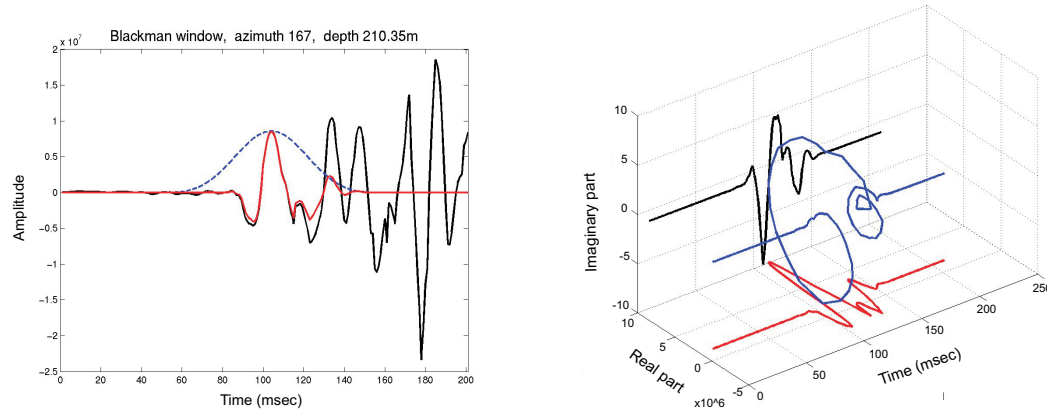 x 10^7
Blackman window, azimuth 167, depth 210.35m
2
1.5
1
0.5
0
−0.5
−1
−1.5
−2
−2.5
Amplitude
0 20 40 60 80 100 120 140 160 180 200
Time (msec)
10
5
0
-5
-10
Imaginary part
10
5
0
-5
Real part
x10^6
0
50
100
150
200
250
Time (msec)